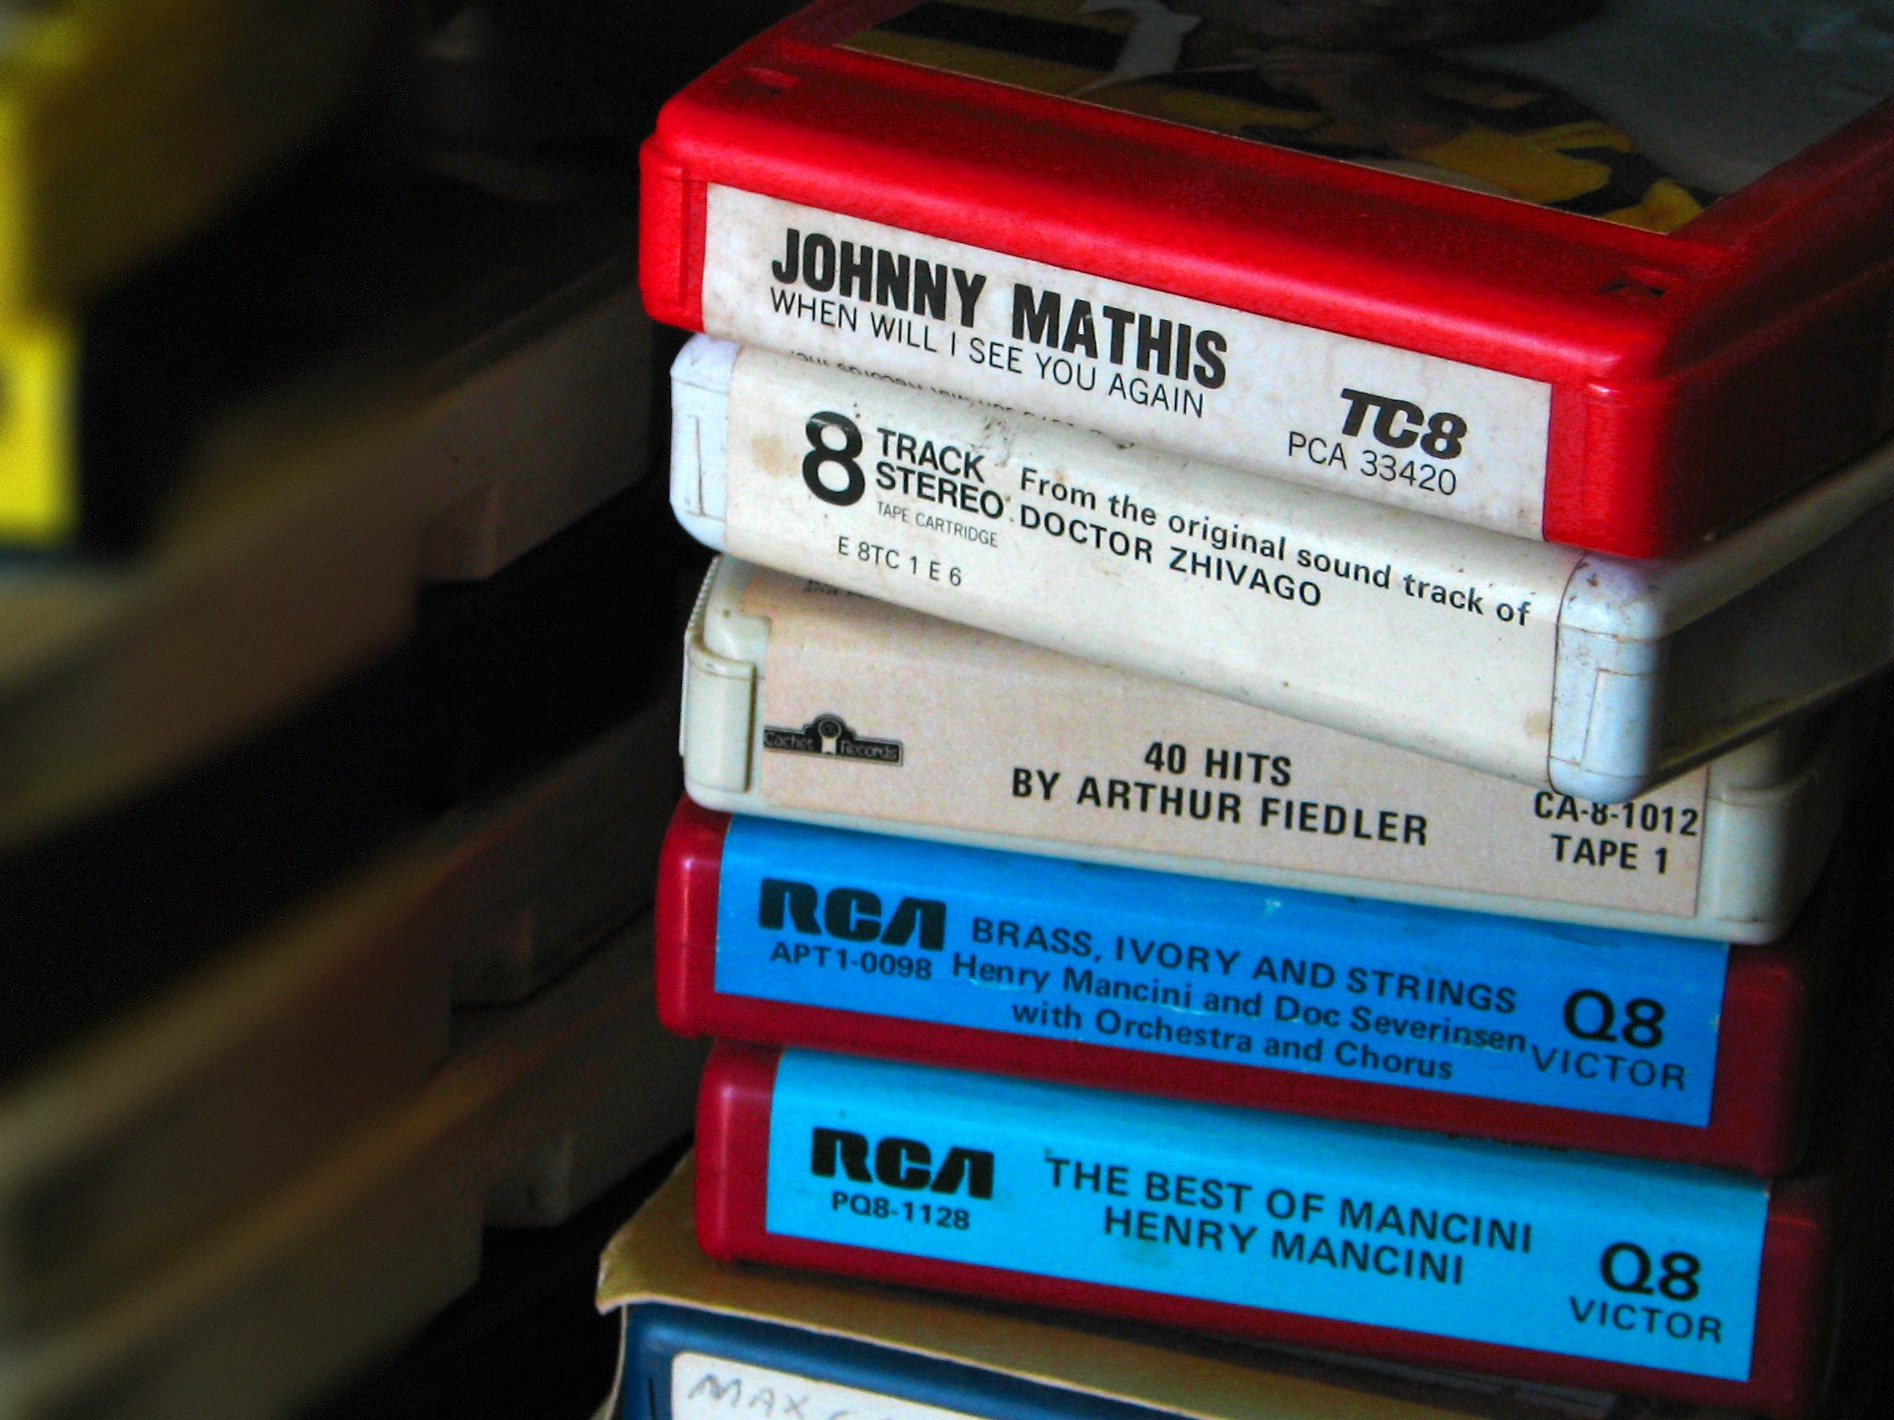 JOHNNY MATHIS
WHEN WILL I SEE YOU AGAIN
TC8
PCA 33420
8 TRACK
STEREO
TAPE CARTRIDGE
E 8TC 1 E 6
From the original sound track of
DOCTOR ZHIVAGO
Cachet Records
40 HITS
BY ARTHUR FIEDLER
CA-8-1012
TAPE 1
RCA
APT1-0098
BRASS, IVORY AND STRINGS
Henry Mancini and Doc Severinsen
with Orchestra and Chorus
Q8
VICTOR
RCA
PQ8-1128
THE BEST OF MANCINI
HENRY MANCINI
Q8
VICTOR
MAX